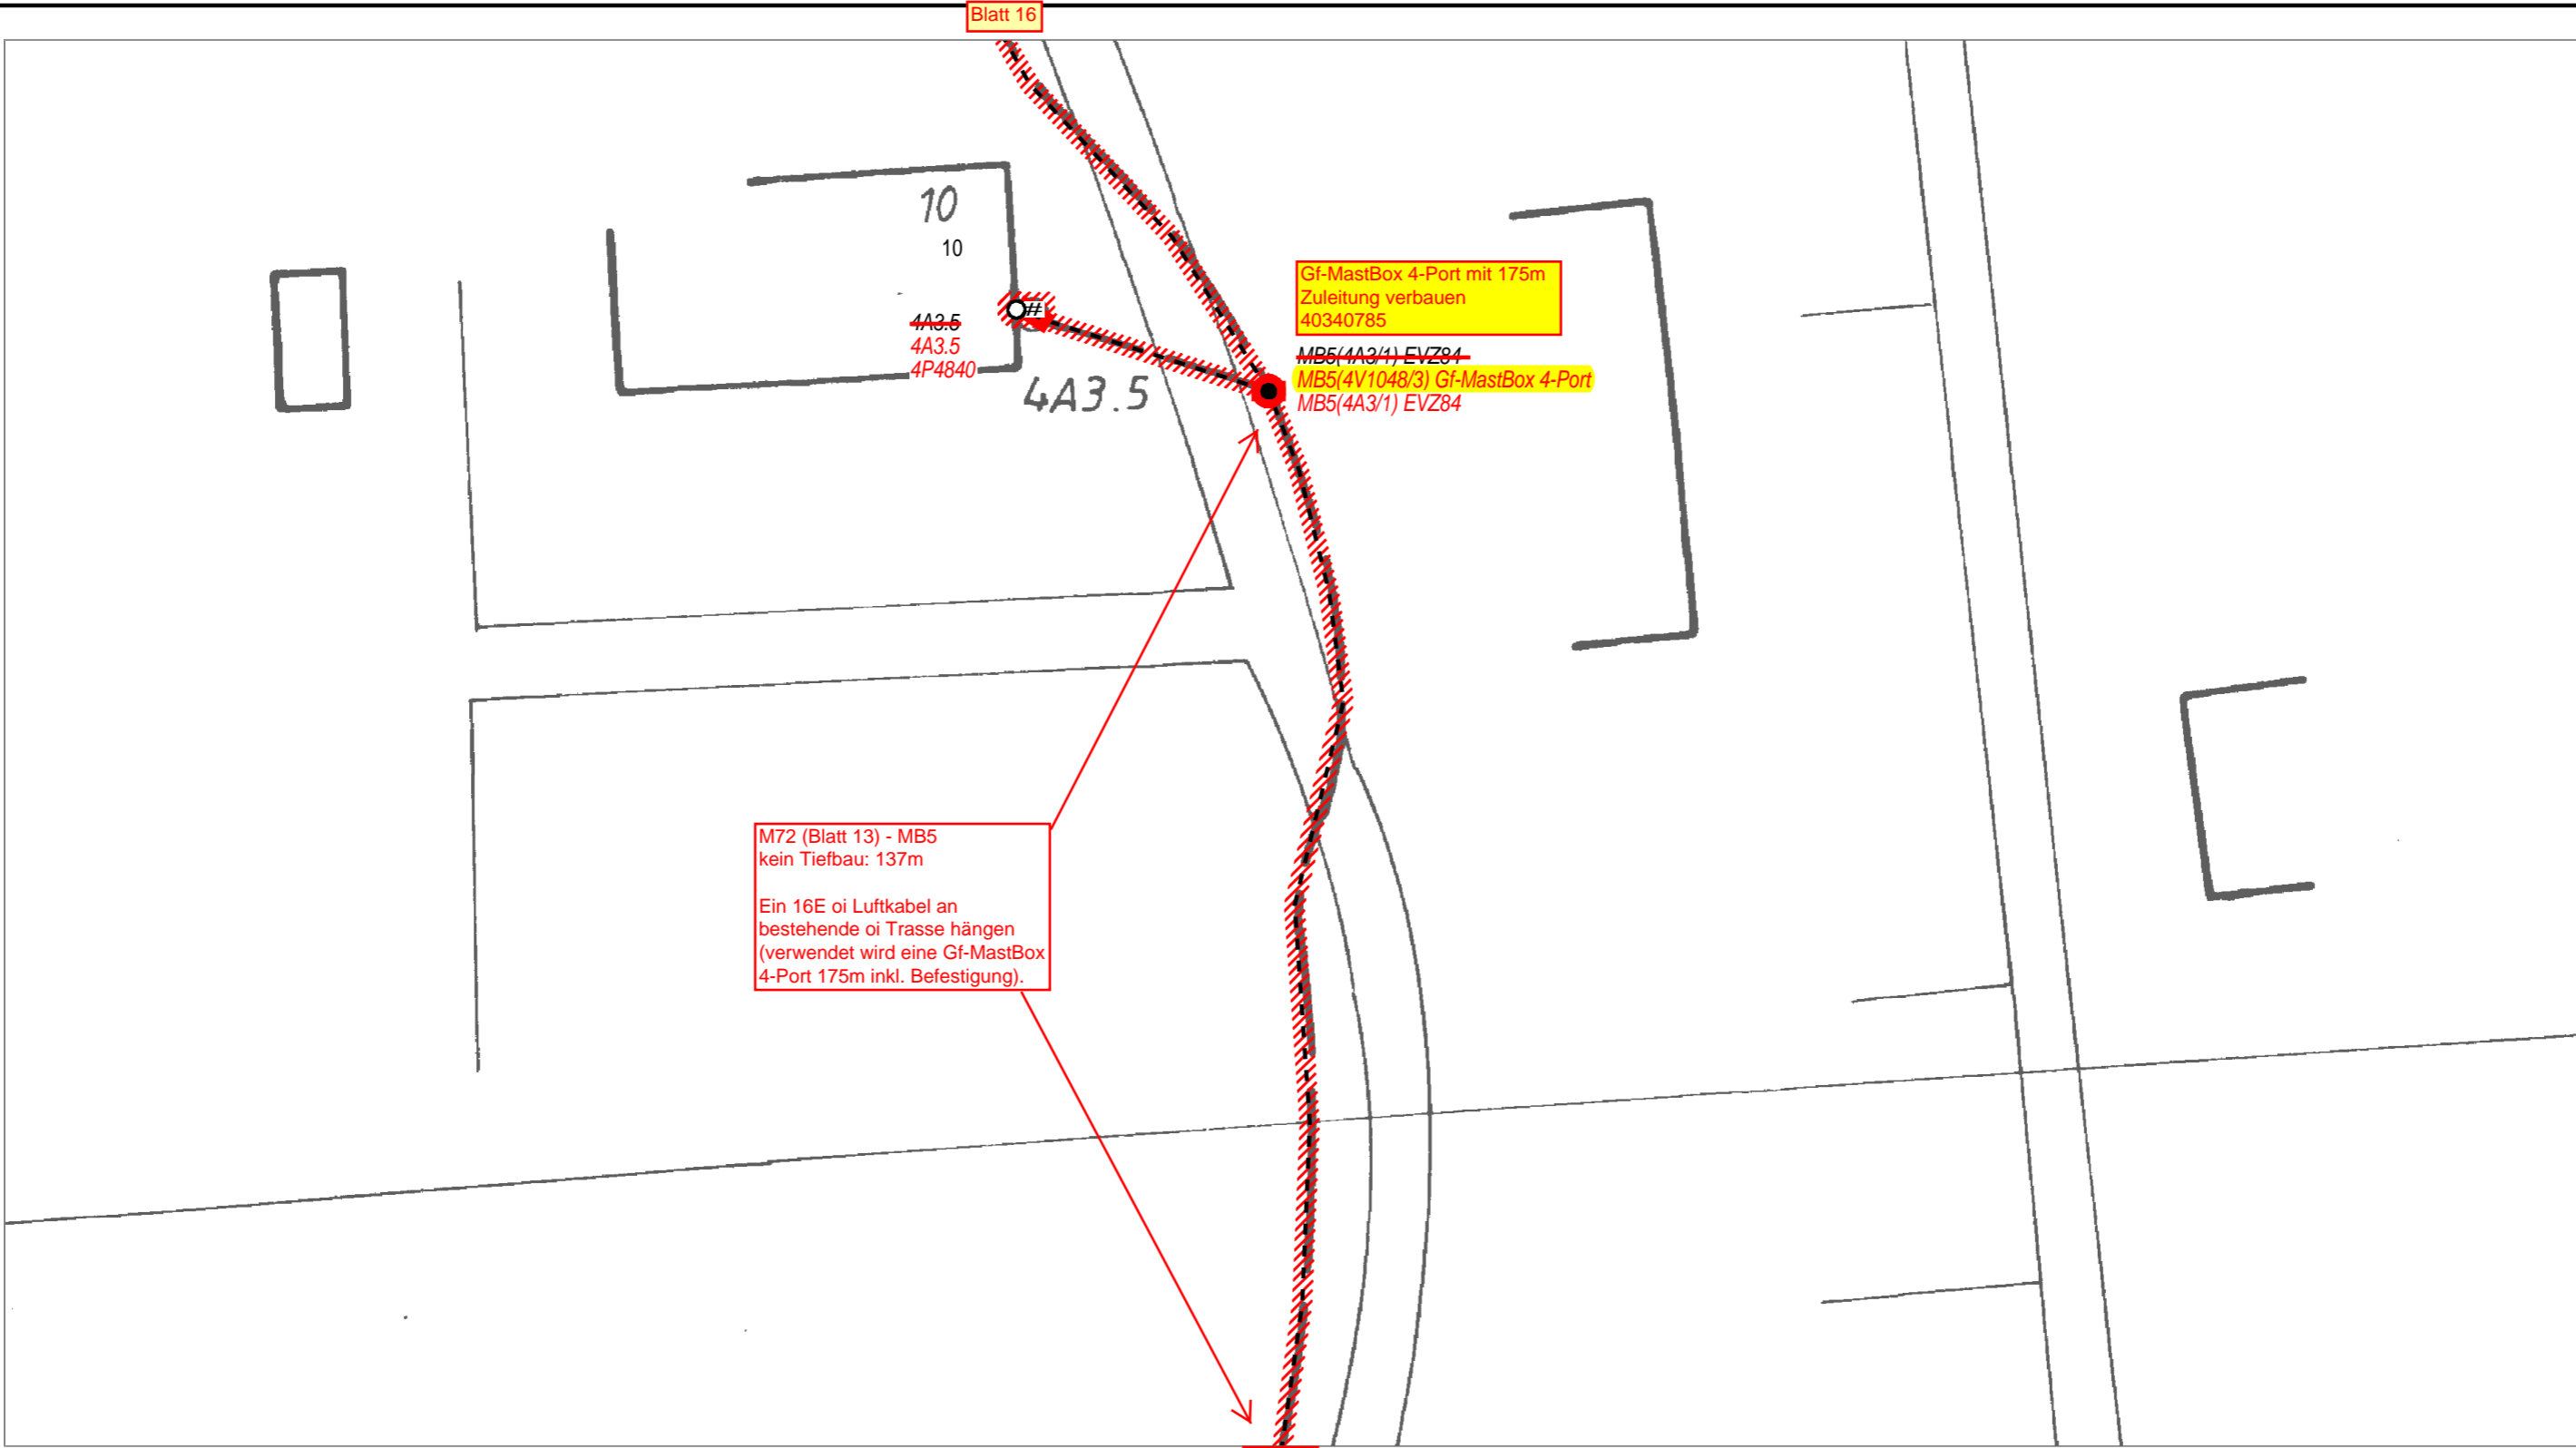 Blatt 16
10
10
4A3.5
4A3.5
4P4840
#
4A3.5
Gf-MastBox 4-Port mit 175m
Zuleitung verbauen
40340785
MB5(4A3/1) EVZ84
MB5(4V1048/3) Gf-MastBox 4-Port
MB5(4A3/1) EVZ84
M72 (Blatt 13) - MB5
kein Tiefbau: 137m
Ein 16E oi Luftkabel an
bestehende oi Trasse hängen
(verwendet wird eine Gf-MastBox
4-Port 175m inkl. Befestigung).